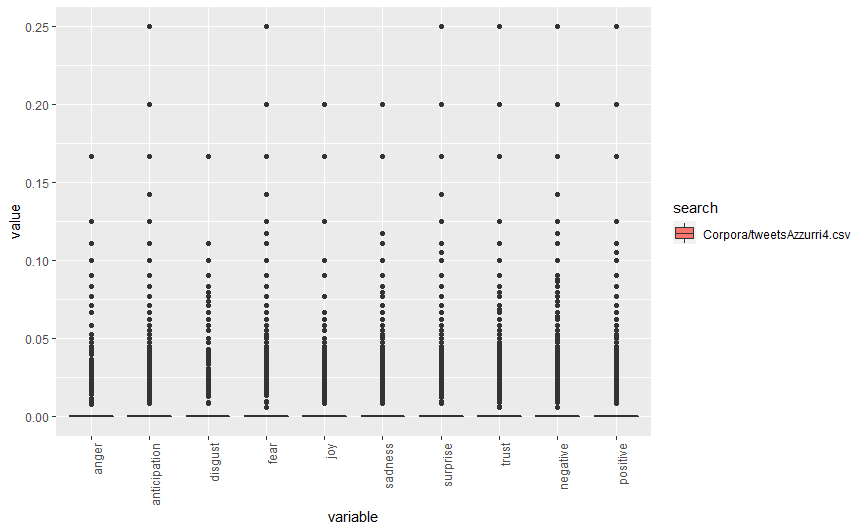 0.25
0.20
0.15
0.10
0.05
0.00
value
anger
anticipation
disgust
fear
joy
sadness
surprise
trust
negative
positive
variable
search
Corpora/tweetsAzzurri4.csv